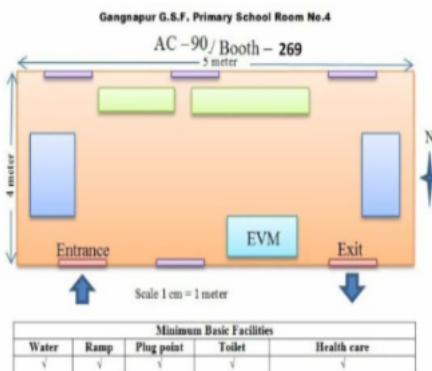 Gangnapur G.S.F. Primary School Room No.4
AC -90/ Booth - 269
5 meter
4 meter
N
EVM
Entrance
Exit
Scale 1 cm = 1 meter
Minimum Basic Facilities
Water Ramp Plug point Toilet Health care
√ √ √ √ √